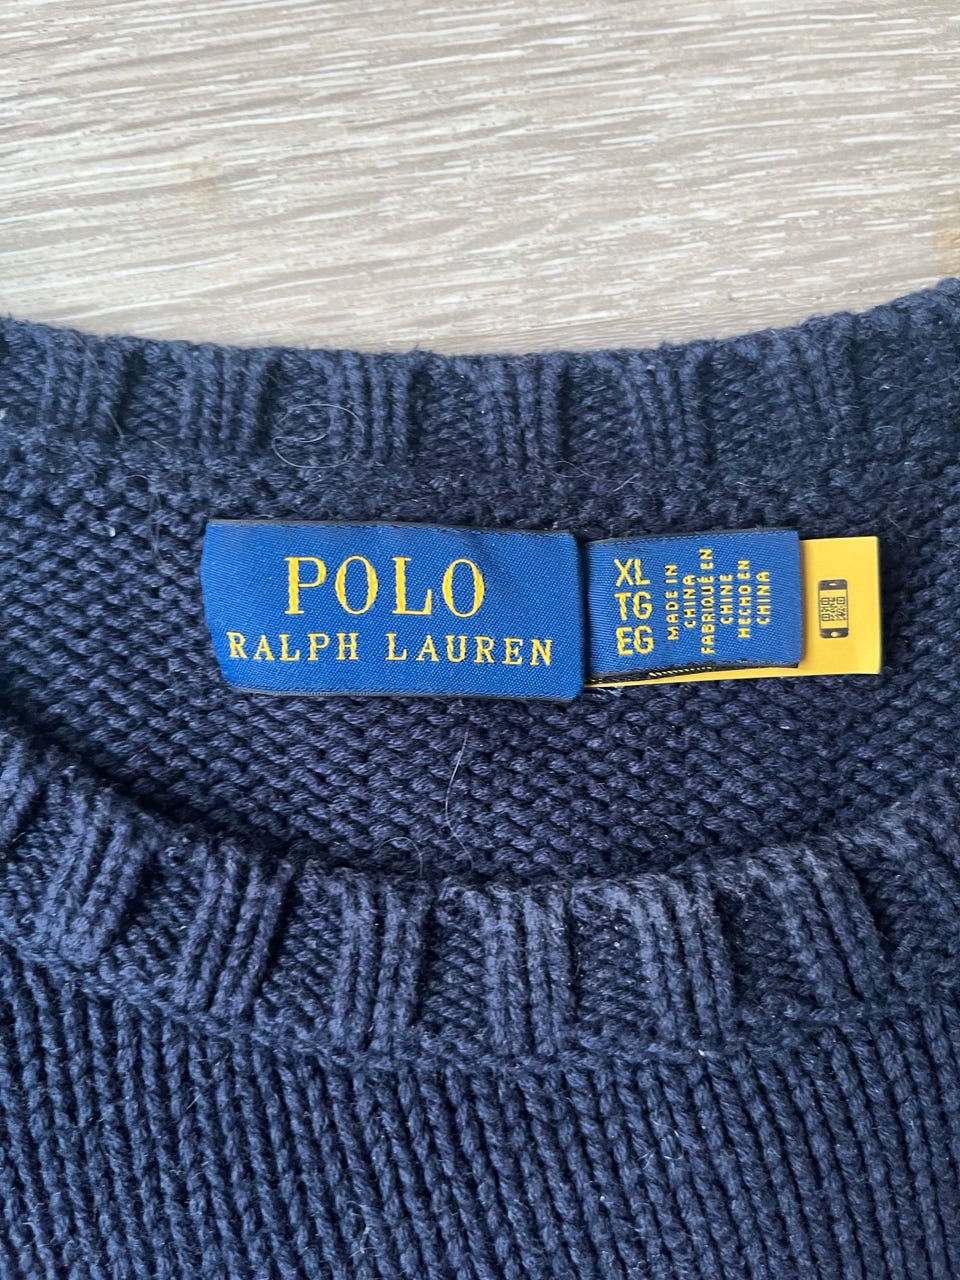 POLO
RALPH LAUREN
XL
TG
EG
MADE IN
CHINA
FABRIQUÉ EN
CHINE
HECHO EN
CHINA